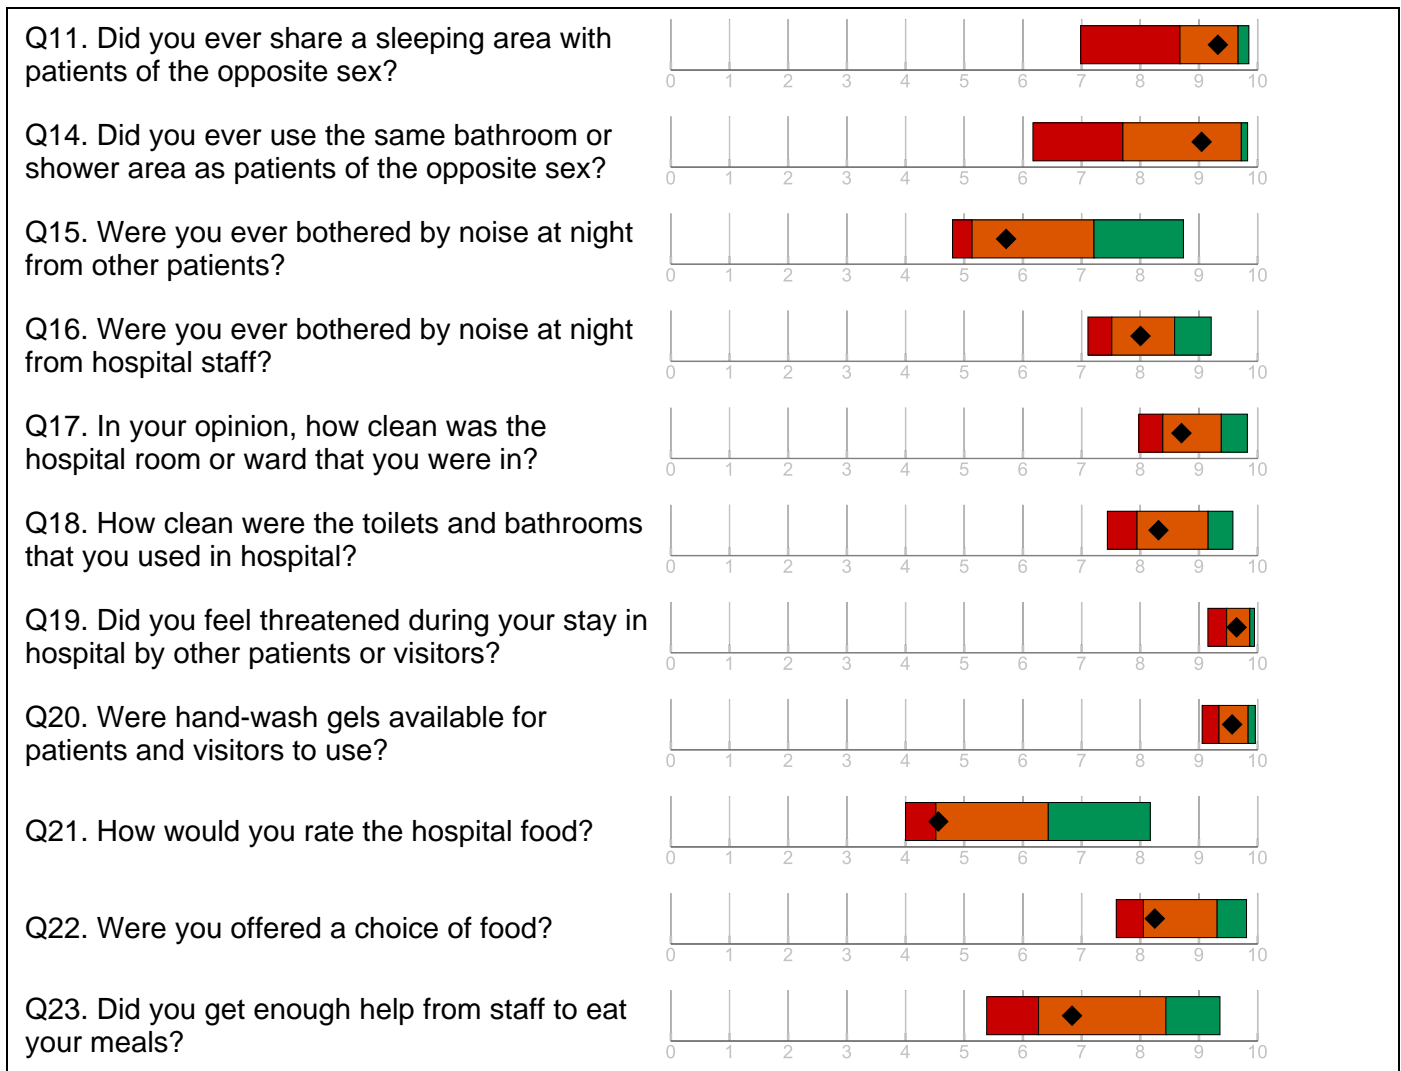 Q11. Did you ever share a sleeping area with
patients of the opposite sex?
0 1 2 3 4 5 6 7 8 9 10
Q14. Did you ever use the same bathroom or
shower area as patients of the opposite sex?
0 1 2 3 4 5 6 7 8 9 10
Q15. Were you ever bothered by noise at night
from other patients?
0 1 2 3 4 5 6 7 8 9 10
Q16. Were you ever bothered by noise at night
from hospital staff?
0 1 2 3 4 5 6 7 8 9 10
Q17. In your opinion, how clean was the
hospital room or ward that you were in?
0 1 2 3 4 5 6 7 8 9 10
Q18. How clean were the toilets and bathrooms
that you used in hospital?
0 1 2 3 4 5 6 7 8 9 10
Q19. Did you feel threatened during your stay in
hospital by other patients or visitors?
0 1 2 3 4 5 6 7 8 9 10
Q20. Were hand-wash gels available for
patients and visitors to use?
0 1 2 3 4 5 6 7 8 9 10
Q21. How would you rate the hospital food?
0 1 2 3 4 5 6 7 8 9 10
Q22. Were you offered a choice of food?
0 1 2 3 4 5 6 7 8 9 10
Q23. Did you get enough help from staff to eat
your meals?
0 1 2 3 4 5 6 7 8 9 10